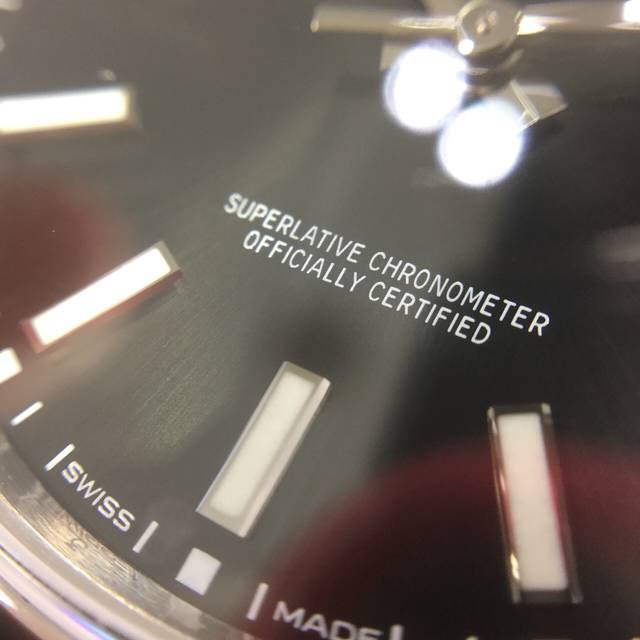 SUPERLATIVE CHRONOMETER
OFFICIALLY CERTIFIED
SWISS
MADE